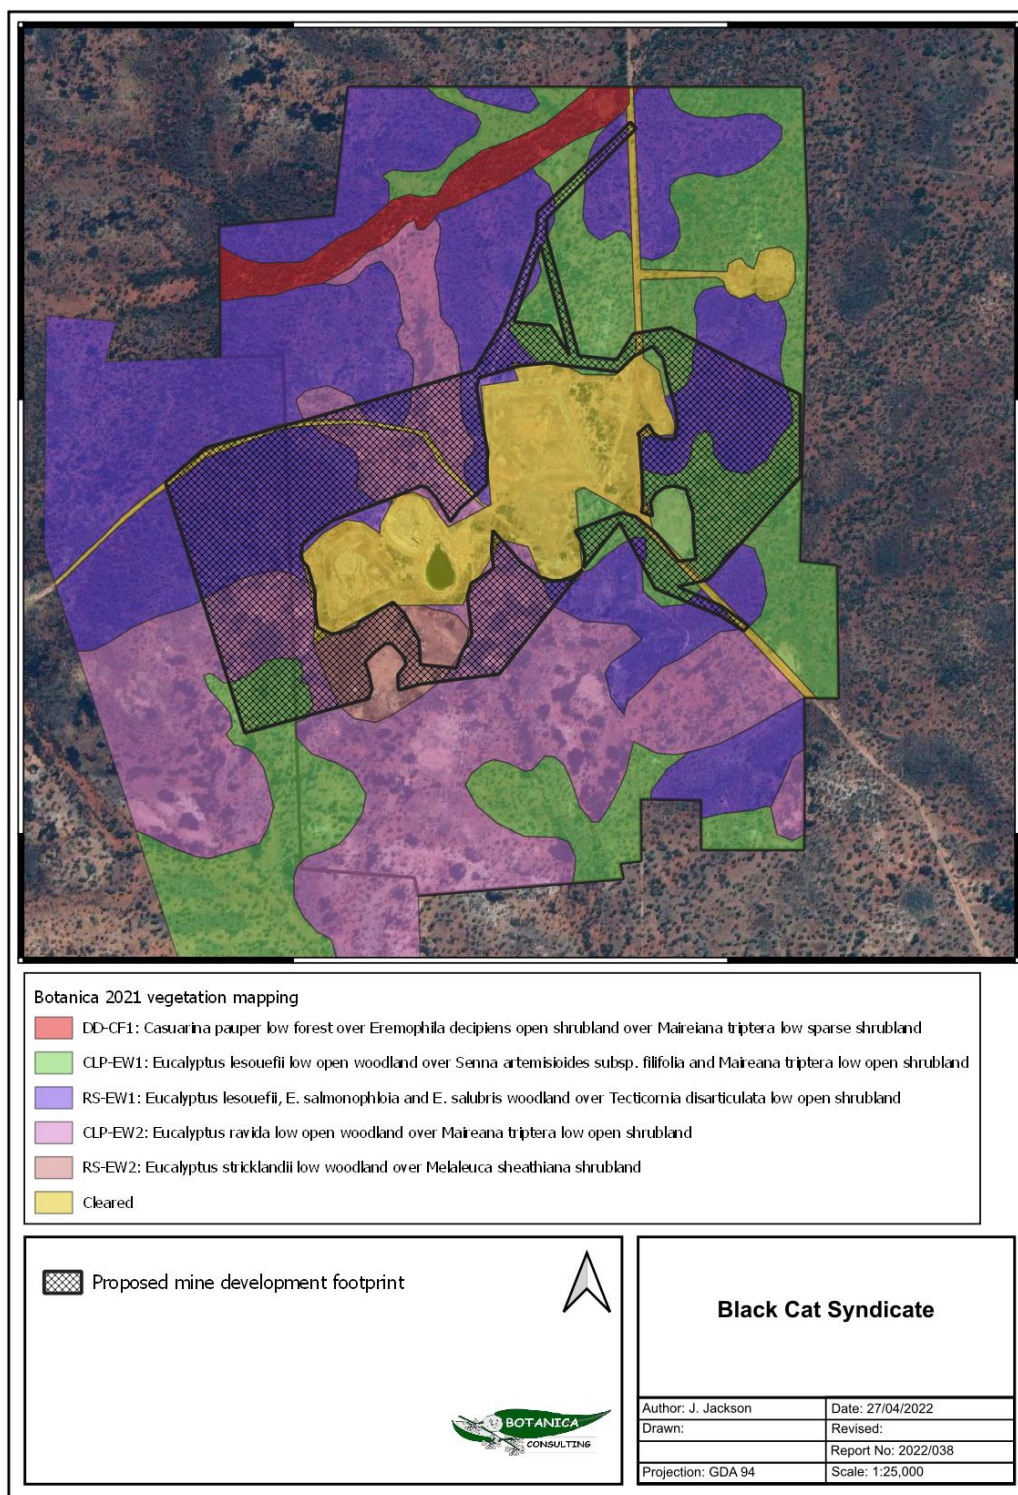 Botanica 2021 vegetation mapping
DD-CF1: Casuarina pauper low forest over Eremophila decipiens open shrubland over Maireiana triptera low sparse shrubland
CLP-EW1: Eucalyptus lesouefii low open woodland over Senna artemisioides subsp. filifolia and Maireana triptera low open shrubland
RS-EW1: Eucalyptus lesouefii, E. salmonophloia and E. salubris woodland over Tecticornia disarticulata low open shrubland
CLP-EW2: Eucalyptus ravida low open woodland over Maireana triptera low open shrubland
RS-EW2: Eucalyptus stricklandii low woodland over Melaleuca sheathiana shrubland
Cleared
Proposed mine development footprint
BOTANICA
CONSULTING
Black Cat Syndicate
Author: J. Jackson
Date: 27/04/2022
Drawn:
Revised:
Report No: 2022/038
Projection: GDA 94
Scale: 1:25,000